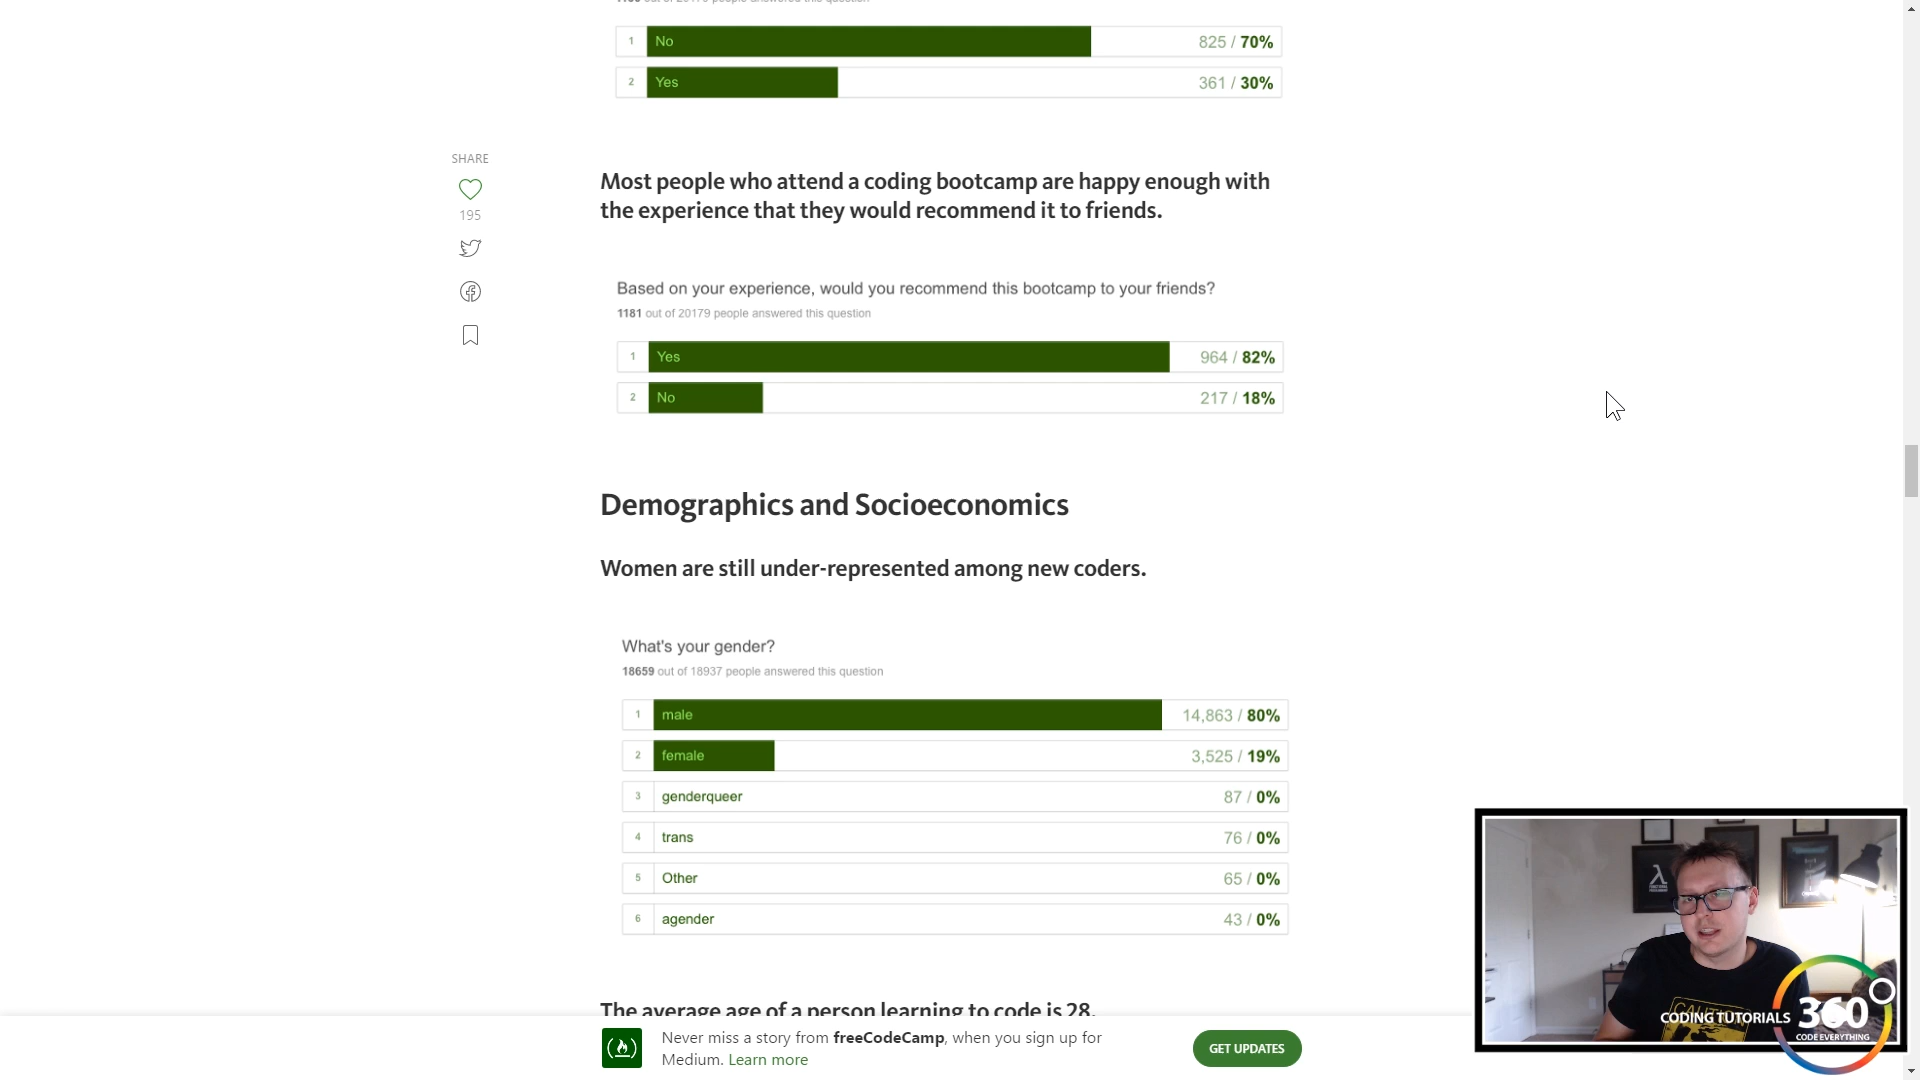 1 No 825 / 70%
2 Yes 361 / 30%
SHARE
195
Most people who attend a coding bootcamp are happy enough with
the experience that they would recommend it to friends.
Based on your experience, would you recommend this bootcamp to your friends?
1181 out of 20179 people answered this question
1 Yes 964 / 82%
2 No 217 / 18%
Demographics and Socioeconomics
Women are still under-represented among new coders.
What's your gender?
18659 out of 18937 people answered this question
1 male 14,863 / 80%
2 female 3,525 / 19%
3 genderqueer 87 / 0%
4 trans 76 / 0%
5 Other 65 / 0%
6 agender 43 / 0%
The average age of a person learning to code is 28.
Never miss a story from freeCodeCamp, when you sign up for
Medium. Learn more
GET UPDATES
CODING TUTORIALS 360
CODE EVERYTHING